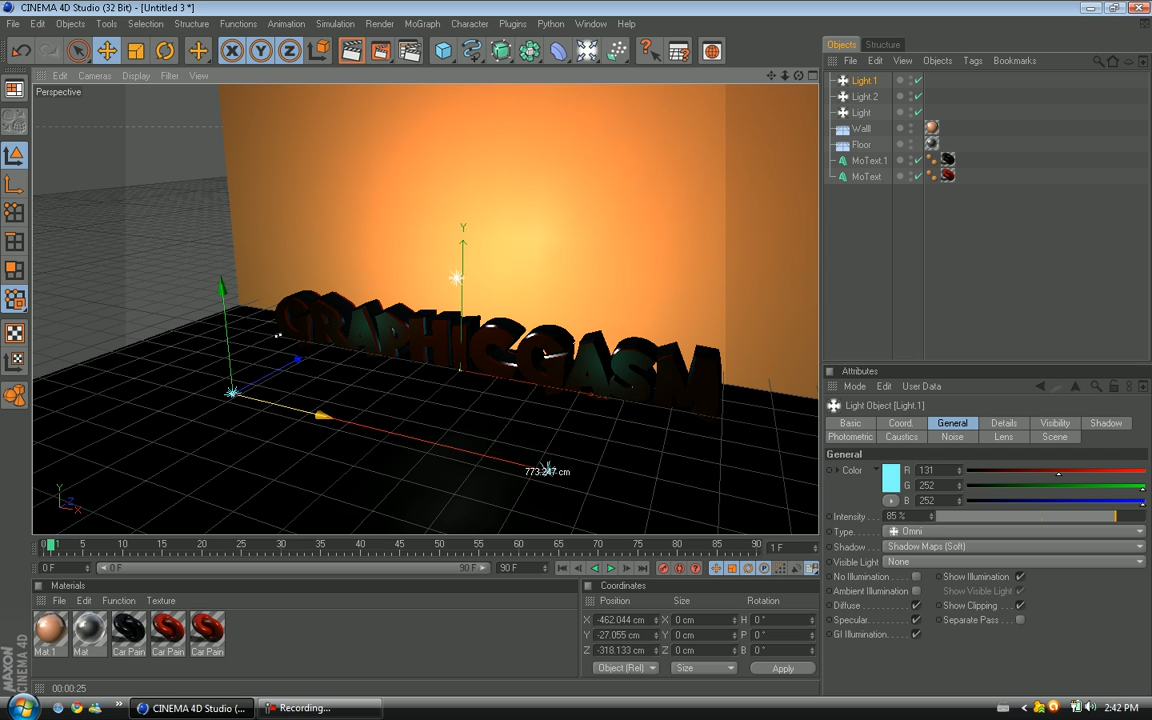 CINEMA 4D Studio (32 Bit) - [Untitled 3 *]
File Edit Objects Tools Selection Structure Functions Animation Simulation Render MoGraph Character Plugins Python Window Help
Edit Cameras Display Filter View
Perspective
GRAPHICGASM
Y
773.247 cm
Y Z X
0 1 5 10 15 20 25 30 35 40 45 50 55 60 65 70 75 80 85 90 1 F
0 F 0 F 90 F 90 F
Materials
File Edit Function Texture
Mat.1 Mat Car Pain Car Pain Car Pain
Coordinates
Position Size Rotation
X -462.044 cm X 0 cm H 0 °
Y -27.055 cm Y 0 cm P 0 °
Z -318.133 cm Z 0 cm B 0 °
Object (Rel) Size Apply
MAXON
CINEMA 4D
00:00:25
Objects Structure
File Edit View Objects Tags Bookmarks
Light.1
Light.2
Light
Walll
Floor
MoText.1
MoText
Attributes
Mode Edit User Data
Light Object [Light.1]
Basic Coord. General Details Visibility Shadow
Photometric Caustics Noise Lens Scene
General
Color R 131
G 252
B 252
Intensity . . . 85 %
Type. . . . Omni
Shadow. . . Shadow Maps (Soft)
Visible Light None
No Illumination Show Illumination
Ambient Illumination Show Visible Light
Diffuse Show Clipping
Specular Separate Pass
GI Illumination
CINEMA 4D Studio (... Recording... 2:42 PM